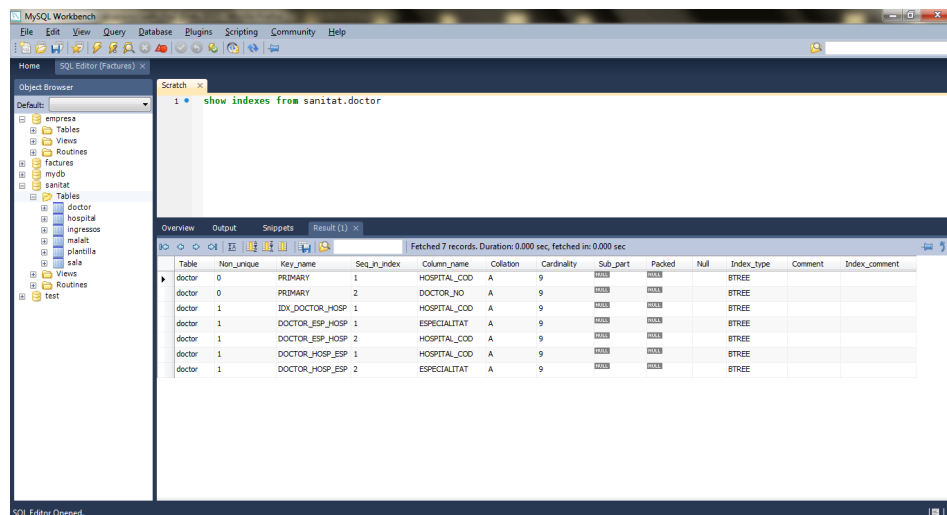 MySQL Workbench
File Edit View Query Database Plugins Scripting Community Help
Home SQL Editor (Factures) ×
Object Browser
Default:
empresa
Tables
Views
Routines
factures
mydb
sanitat
Tables
doctor
hospital
ingressos
malalt
plantilla
sala
Views
Routines
test
Scratch ×
1 show indexes from sanitat.doctor
Overview Output Snippets Result (1) ×
Fetched 7 records. Duration: 0.000 sec, fetched in: 0.000 sec
Table Non_unique Key_name Seq_in_index Column_name Collation Cardinality Sub_part Packed Null Index_type Comment Index_comment
doctor 0 PRIMARY 1 HOSPITAL_COD A 9 NULL NULL BTREE
doctor 0 PRIMARY 2 DOCTOR_NO A 9 NULL NULL BTREE
doctor 1 IDX_DOCTOR_HOSP 1 HOSPITAL_COD A 9 NULL NULL BTREE
doctor 1 DOCTOR_ESP_HOSP 1 ESPECIALITAT A 9 NULL NULL BTREE
doctor 1 DOCTOR_ESP_HOSP 2 HOSPITAL_COD A 9 NULL NULL BTREE
doctor 1 DOCTOR_HOSP_ESP 1 HOSPITAL_COD A 9 NULL NULL BTREE
doctor 1 DOCTOR_HOSP_ESP 2 ESPECIALITAT A 9 NULL NULL BTREE
SQL Editor Opened.